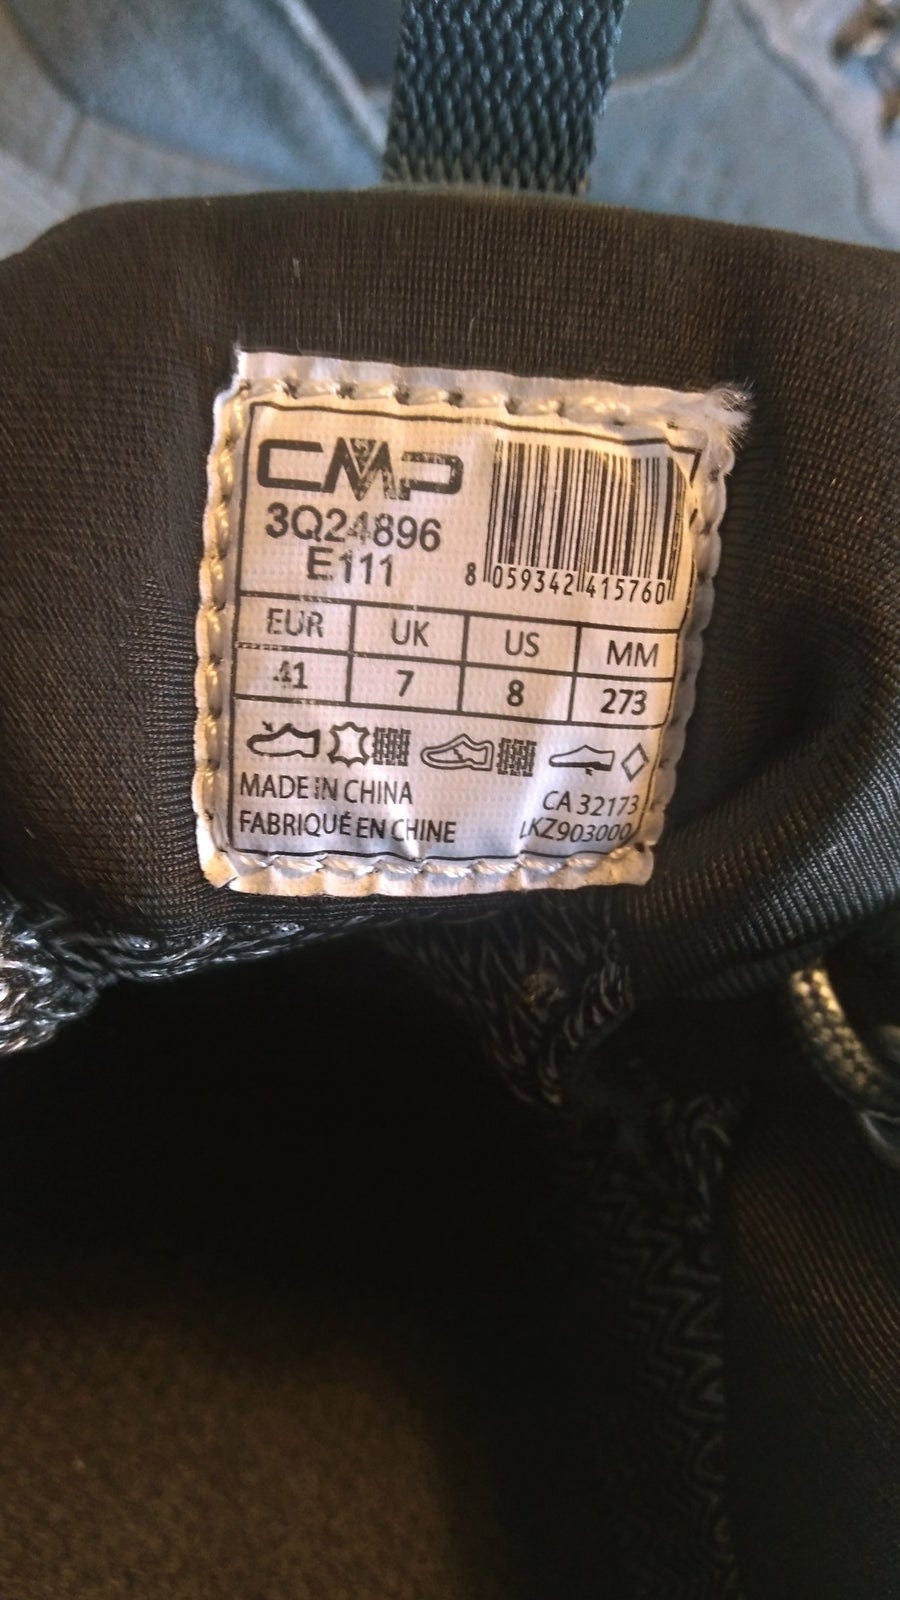 CMP
3Q24896
E111
8 059342 415760
EUR UK US MM
41 7 8 273
MADE IN CHINA
FABRIQUÉ EN CHINE
CA 32173
LKZ903000